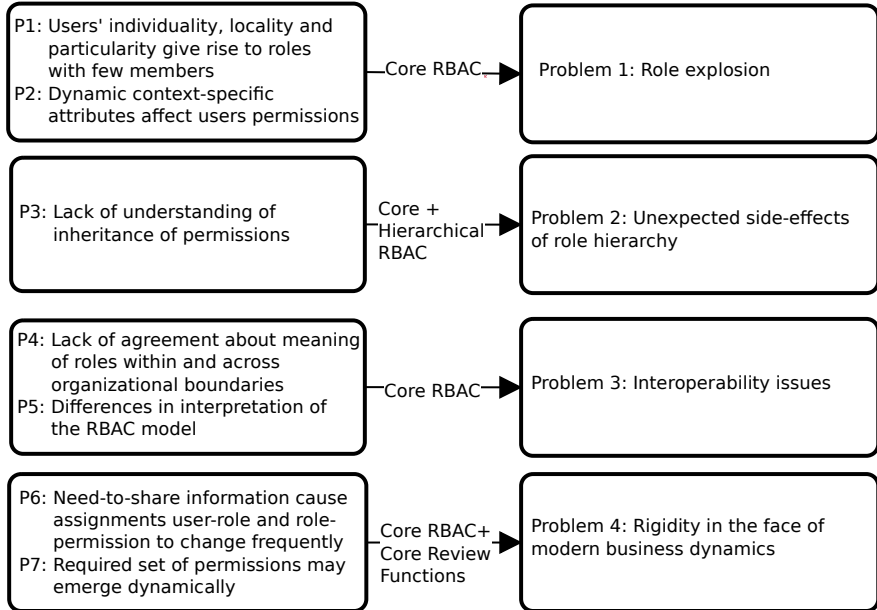 P1: Users' individuality, locality and
particularity give rise to roles
with few members
P2: Dynamic context-specific
attributes affect users permissions
Core RBAC
Problem 1: Role explosion
P3: Lack of understanding of
inheritance of permissions
Core +
Hierarchical
RBAC
Problem 2: Unexpected side-effects
of role hierarchy
P4: Lack of agreement about meaning
of roles within and across
organizational boundaries
P5: Differences in interpretation of
the RBAC model
Core RBAC
Problem 3: Interoperability issues
P6: Need-to-share information cause
assignments user-role and role-
permission to change frequently
P7: Required set of permissions may
emerge dynamically
Core RBAC+
Core Review
Functions
Problem 4: Rigidity in the face of
modern business dynamics